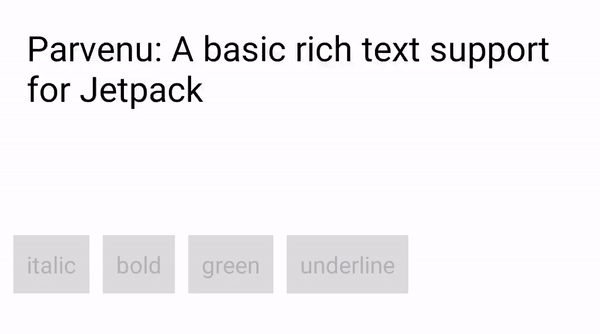 Parvenu: A basic rich text support
for Jetpack
italic bold green underline